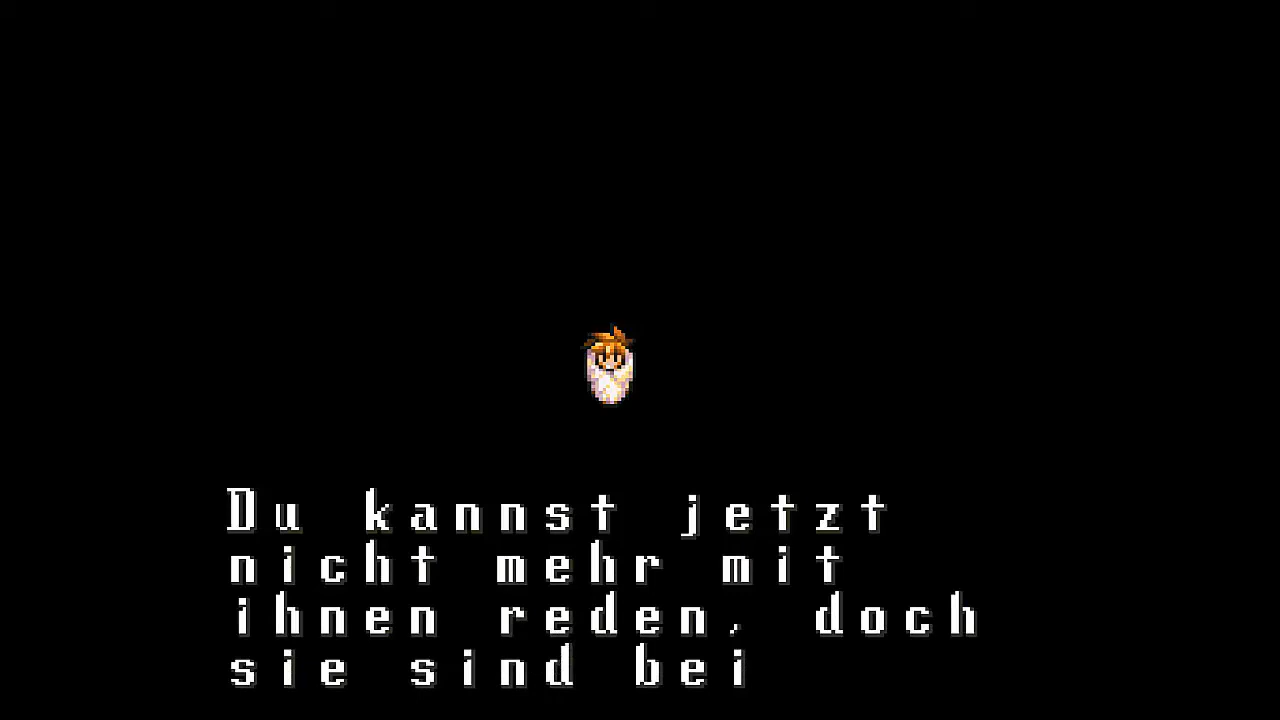 Du kannst jetzt
nicht mehr mit
ihnen reden, doch
sie sind bei